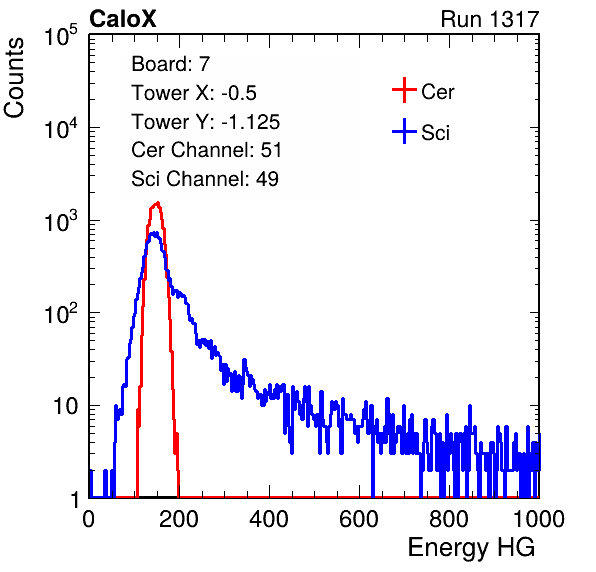 CaloX Run 1317
Counts
Board: 7
Tower X: -0.5
Tower Y: -1.125
Cer Channel: 51
Sci Channel: 49
Cer
Sci
10^5
10^4
10^3
10^2
10
1
0 200 400 600 800 1000
Energy HG